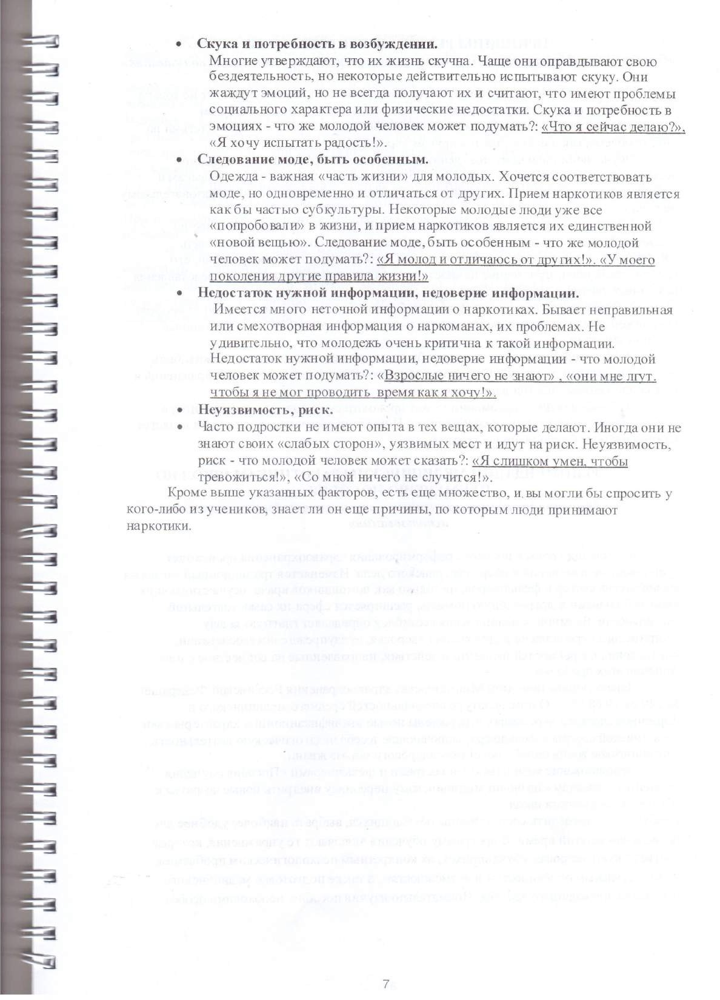 • Скука и потребность в возбуждении.
Многие утверждают, что их жизнь скучна. Чаще они оправдывают свою
бездеятельность, но некоторые действительно испытывают скуку. Они
жаждут эмоций, но не всегда получают их и считают, что имеют проблемы
социального характера или физические недостатки. Скука и потребность в
эмоциях - что же молодой человек может подумать?: «Что я сейчас делаю?»,
«Я хочу испытать радость!».
• Следование моде, быть особенным.
Одежда - важная «часть жизни» для молодых. Хочется соответствовать
моде, но одновременно и отличаться от других. Прием наркотиков является
как бы частью субкультуры. Некоторые молодые люди уже все
«попробовали» в жизни, и прием наркотиков является их единственной
«новой вещью». Следование моде, быть особенным - что же молодой
человек может подумать?: «Я молод и отличаюсь от других!». «У моего
поколения другие правила жизни!»
• Недостаток нужной информации, недоверие информации.
Имеется много неточной информации о наркотиках. Бывает неправильная
или смехотворная информация о наркоманах, их проблемах. Не
удивительно, что молодежь очень критична к такой информации.
Недостаток нужной информации, недоверие информации - что молодой
человек может подумать?: «Взрослые ничего не знают» , «они мне лгут,
чтобы я не мог проводить время как я хочу!».
• Неуязвимость, риск.
• Часто подростки не имеют опыта в тех вещах, которые делают. Иногда они не
знают своих «слабых сторон», уязвимых мест и идут на риск. Неуязвимость,
риск - что молодой человек может сказать?: «Я слишком умен, чтобы
тревожиться!», «Со мной ничего не случится!».
Кроме выше указанных факторов, есть еще множество, и вы могли бы спросить у
кого-либо из учеников, знает ли он еще причины, по которым люди принимают
наркотики.
7